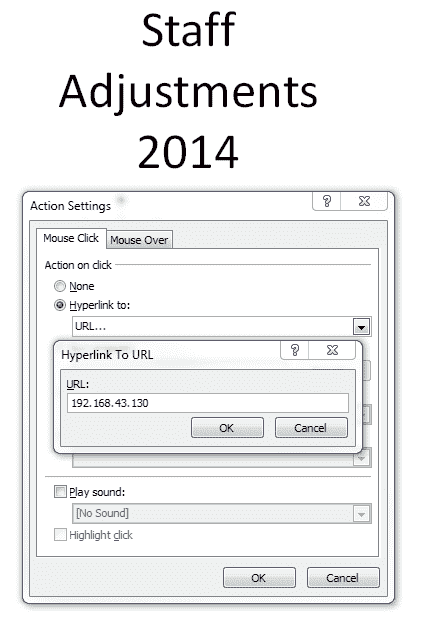 Staff
Adjustments
2014
Action Settings
Mouse Click Mouse Over
Action on click
None
Hyperlink to:
URL...
Hyperlink To URL
URL:
192.168.43.130
OK Cancel
Play sound:
[No Sound]
Highlight click
OK Cancel